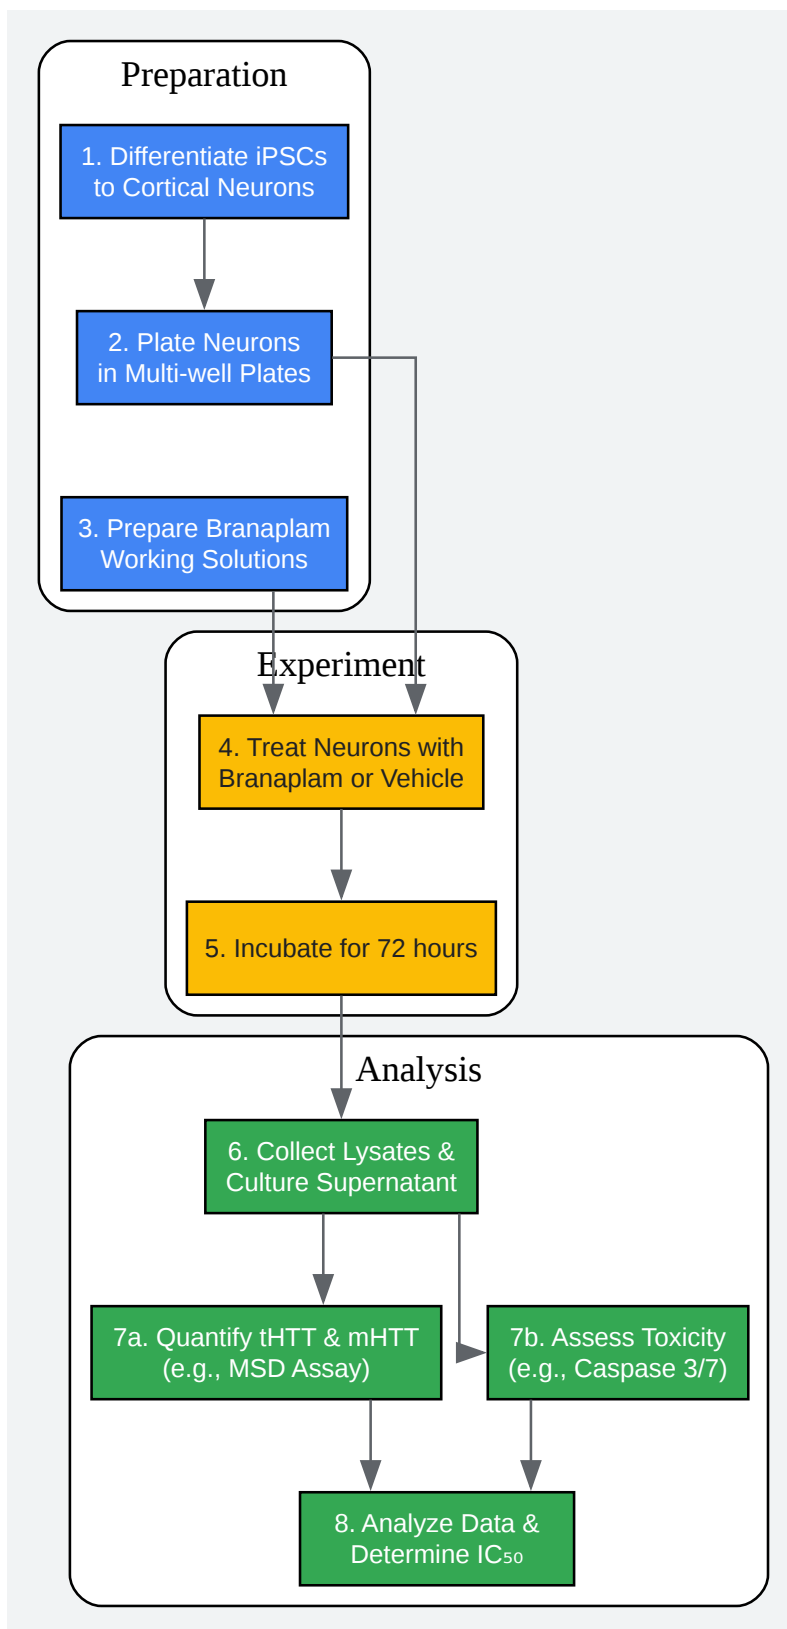 Preparation
1. Differentiate iPSCs
to Cortical Neurons
2. Plate Neurons
in Multi-well Plates
3. Prepare Branaplam
Working Solutions
Experiment
4. Treat Neurons with
Branaplam or Vehicle
5. Incubate for 72 hours
Analysis
6. Collect Lysates &
Culture Supernatant
7a. Quantify tHTT & mHTT
(e.g., MSD Assay)
7b. Assess Toxicity
(e.g., Caspase 3/7)
8. Analyze Data &
Determine IC₅₀